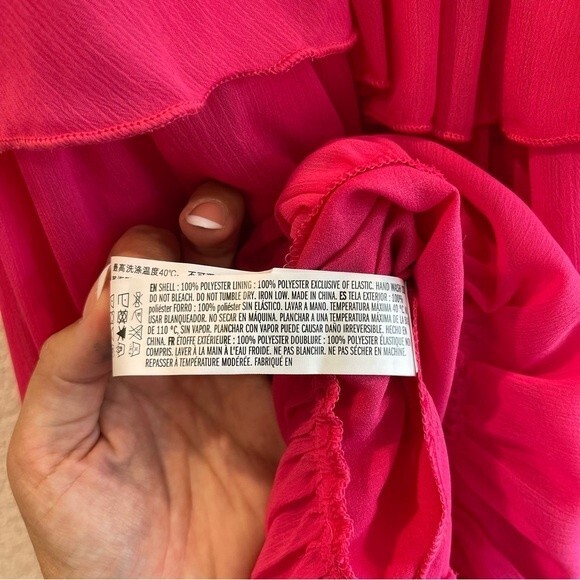 最高洗涤温度40℃, 不可
EN SHELL : 100% POLYESTER LINING : 100% POLYESTER EXCLUSIVE OF ELASTIC. HAND WASH
DO NOT BLEACH. DO NOT TUMBLE DRY. IRON LOW. MADE IN CHINA. ES TELA EXTERIOR : 100%
poliéster FORRO : 100% poliéster SIN ELÁSTICO. LAVAR A MANO. TEMPERATURA MÁXIMA 40 °C
USAR BLANQUEADOR. NO SECAR EN MÁQUINA. PLANCHAR A UNA TEMPERATURA MÁXIMA DE LA
DE 110 °C, SIN VAPOR. PLANCHAR CON VAPOR PUEDE CAUSAR DAÑO IRREVERSIBLE. HECHO EN
CHINA. FR ÉTOFFE EXTÉRIEURE : 100% POLYESTER DOUBLURE : 100% POLYESTER ÉLASTIQUE NON
COMPRIS. LAVER À LA MAIN À L'EAU FROIDE. NE PAS BLANCHIR. NE PAS SÉCHER EN MACHINE.
REPASSER À TEMPÉRATURE MODÉRÉE. FABRIQUÉ EN